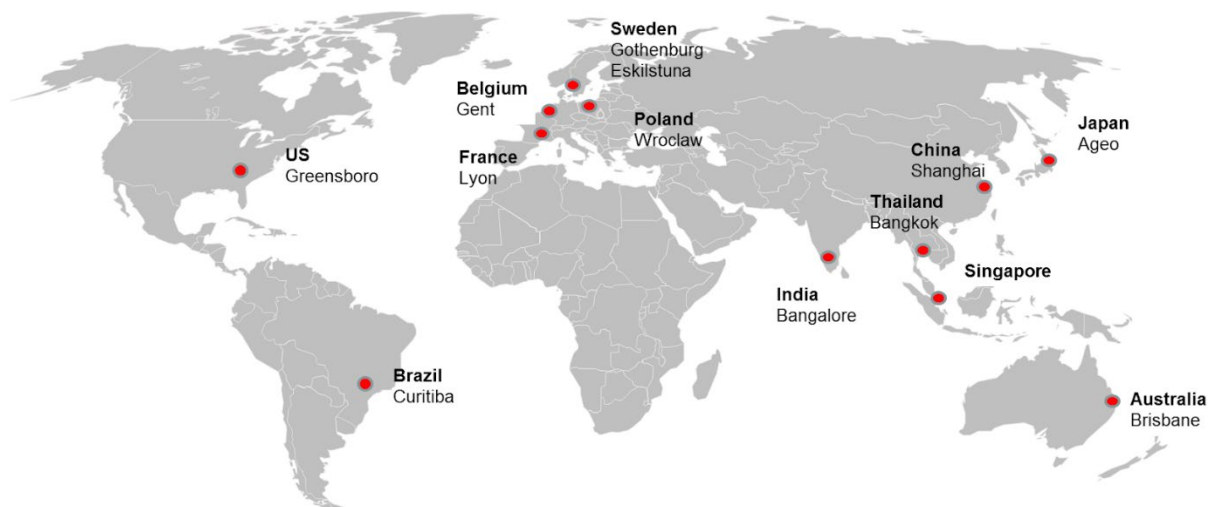 Sweden
Gothenburg
Eskilstuna
Belgium
Gent
Poland
Wroclaw
France
Lyon
US
Greensboro
Japan
Ageo
China
Shanghai
Thailand
Bangkok
Singapore
India
Bangalore
Brazil
Curitiba
Australia
Brisbane